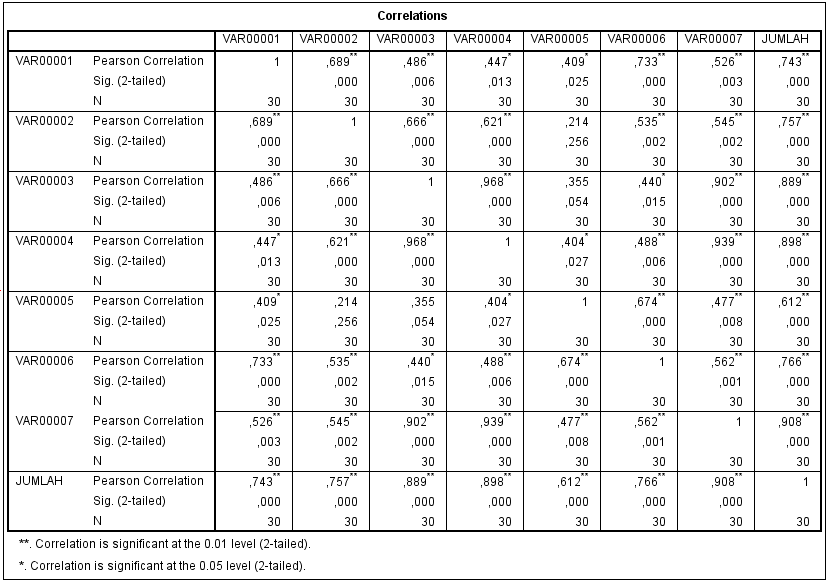 Correlations
VAR00001 VAR00002 VAR00003 VAR00004 VAR00005 VAR00006 VAR00007 JUMLAH
VAR00001 Pearson Correlation 1 ,689** ,486** ,447* ,409* ,733** ,526** ,743**
Sig. (2-tailed) ,000 ,006 ,013 ,025 ,000 ,003 ,000
N 30 30 30 30 30 30 30 30
VAR00002 Pearson Correlation ,689** 1 ,666** ,621** ,214 ,535** ,545** ,757**
Sig. (2-tailed) ,000 ,000 ,000 ,256 ,002 ,002 ,000
N 30 30 30 30 30 30 30 30
VAR00003 Pearson Correlation ,486** ,666** 1 ,968** ,355 ,440* ,902** ,889**
Sig. (2-tailed) ,006 ,000 ,000 ,054 ,015 ,000 ,000
N 30 30 30 30 30 30 30 30
VAR00004 Pearson Correlation ,447* ,621** ,968** 1 ,404* ,488** ,939** ,898**
Sig. (2-tailed) ,013 ,000 ,000 ,027 ,006 ,000 ,000
N 30 30 30 30 30 30 30 30
VAR00005 Pearson Correlation ,409* ,214 ,355 ,404* 1 ,674** ,477** ,612**
Sig. (2-tailed) ,025 ,256 ,054 ,027 ,000 ,008 ,000
N 30 30 30 30 30 30 30 30
VAR00006 Pearson Correlation ,733** ,535** ,440* ,488** ,674** 1 ,562** ,766**
Sig. (2-tailed) ,000 ,002 ,015 ,006 ,000 ,001 ,000
N 30 30 30 30 30 30 30 30
VAR00007 Pearson Correlation ,526** ,545** ,902** ,939** ,477** ,562** 1 ,908**
Sig. (2-tailed) ,003 ,002 ,000 ,000 ,008 ,001 ,000
N 30 30 30 30 30 30 30 30
JUMLAH Pearson Correlation ,743** ,757** ,889** ,898** ,612** ,766** ,908** 1
Sig. (2-tailed) ,000 ,000 ,000 ,000 ,000 ,000 ,000
N 30 30 30 30 30 30 30 30
**. Correlation is significant at the 0.01 level (2-tailed).
*. Correlation is significant at the 0.05 level (2-tailed).